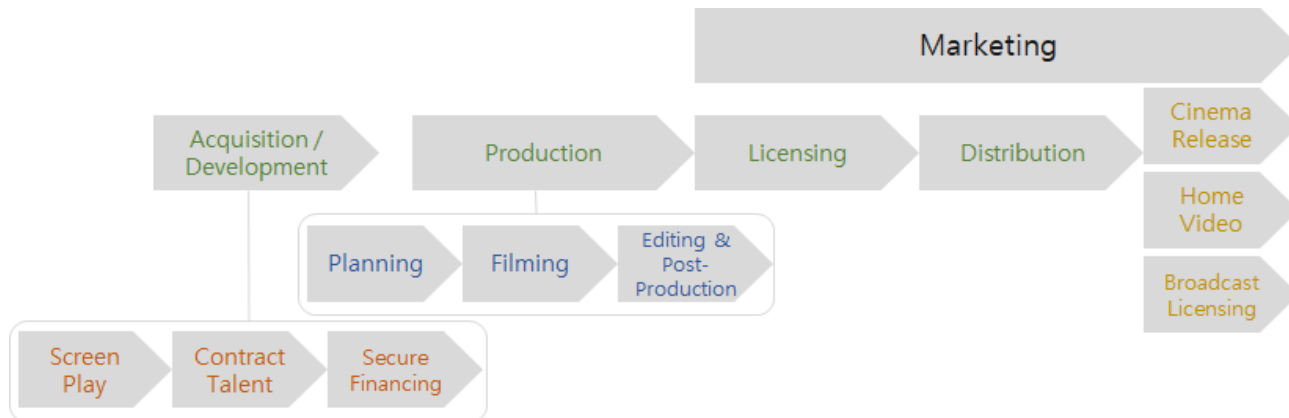 Marketing
Acquisition /
Development
Production
Licensing
Distribution
Cinema
Release
Home
Video
Broadcast
Licensing
Planning
Filming
Editing &
Post-
Production
Screen
Play
Contract
Talent
Secure
Financing